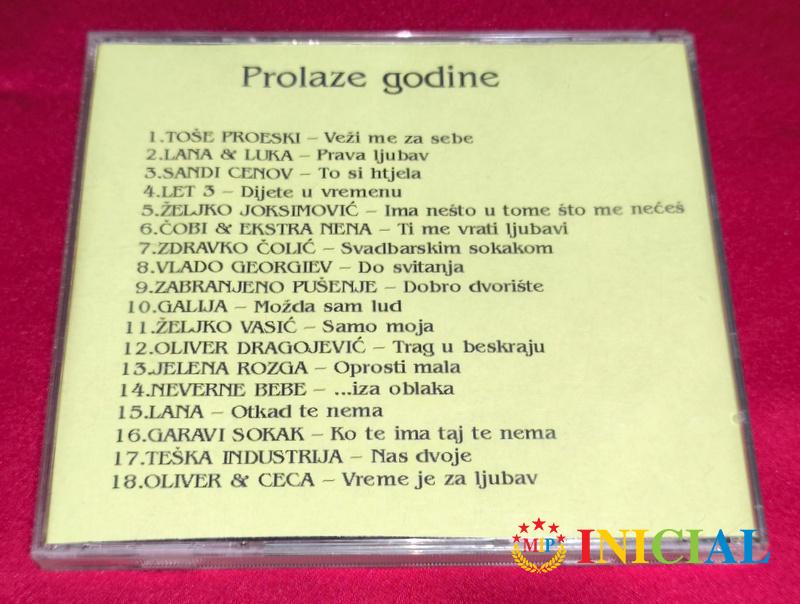 Prolaze godine
1.TOŠE PROESKI – Veži me za sebe
2.LANA & LUKA – Prava ljubav
3.SANDI CENOV – To si htjela
4.LET 3 – Dijete u vremenu
5.ŽELJKO JOKSIMOVIĆ – Ima nešto u tome što me nećeš
6.ČOBI & EKSTRA NENA – Ti me vrati ljubavi
7.ZDRAVKO ČOLIĆ – Svadbarskim sokakom
8.VLADO GEORGIEV – Do svitanja
9.ZABRANJENO PUŠENJE – Dobro dvorište
10.GALIJA – Možda sam lud
11.ŽELJKO VASIĆ – Samo moja
12.OLIVER DRAGOJEVIĆ – Trag u beskraju
13.JELENA ROZGA – Oprosti mala
14.NEVERNE BEBE – ...iza oblaka
15.LANA – Otkad te nema
16.GARAVI SOKAK – Ko te ima taj te nema
17.TEŠKA INDUSTRIJA – Nas dvoje
18.OLIVER & CECA – Vreme je za ljubav
MIP INICIAL